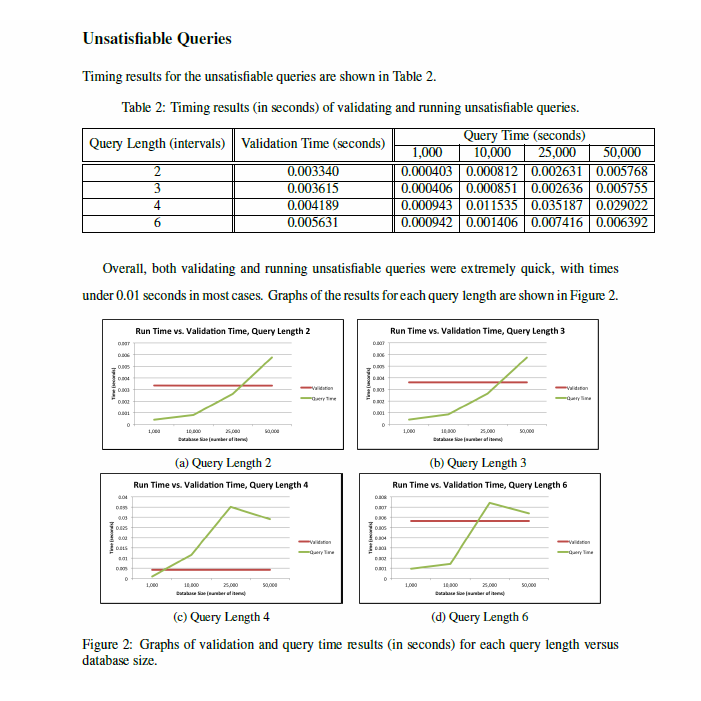 Unsatisfiable Queries
Timing results for the unsatisfiable queries are shown in Table 2.
Table 2: Timing results (in seconds) of validating and running unsatisfiable queries.
Query Length (intervals) Validation Time (seconds) Query Time (seconds)
1,000 10,000 25,000 50,000
2 0.003340 0.000403 0.000812 0.002631 0.005768
3 0.003615 0.000406 0.000851 0.002636 0.005755
4 0.004189 0.000943 0.011535 0.035187 0.029022
6 0.005631 0.000942 0.001406 0.007416 0.006392
Overall, both validating and running unsatisfiable queries were extremely quick, with times
under 0.01 seconds in most cases. Graphs of the results for each query length are shown in Figure 2.
Run Time vs. Validation Time, Query Length 2
0.007
0.006
0.005
0.004
0.003
0.002
0.001
0
Time (seconds)
1,000 10,000 25,000 50,000
Database Size (number of items)
Validation
Query Time
(a) Query Length 2
Run Time vs. Validation Time, Query Length 3
0.007
0.006
0.005
0.004
0.003
0.002
0.001
0
Time (seconds)
1,000 10,000 25,000 50,000
Database Size (number of items)
Validation
Query Time
(b) Query Length 3
Run Time vs. Validation Time, Query Length 4
0.04
0.035
0.03
0.025
0.02
0.015
0.01
0.005
0
Time (seconds)
1,000 10,000 25,000 50,000
Database Size (number of items)
Validation
Query Time
(c) Query Length 4
Run Time vs. Validation Time, Query Length 6
0.008
0.007
0.006
0.005
0.004
0.003
0.002
0.001
0
Time (seconds)
1,000 10,000 25,000 50,000
Database Size (number of items)
Validation
Query Time
(d) Query Length 6
Figure 2: Graphs of validation and query time results (in seconds) for each query length versus
database size.